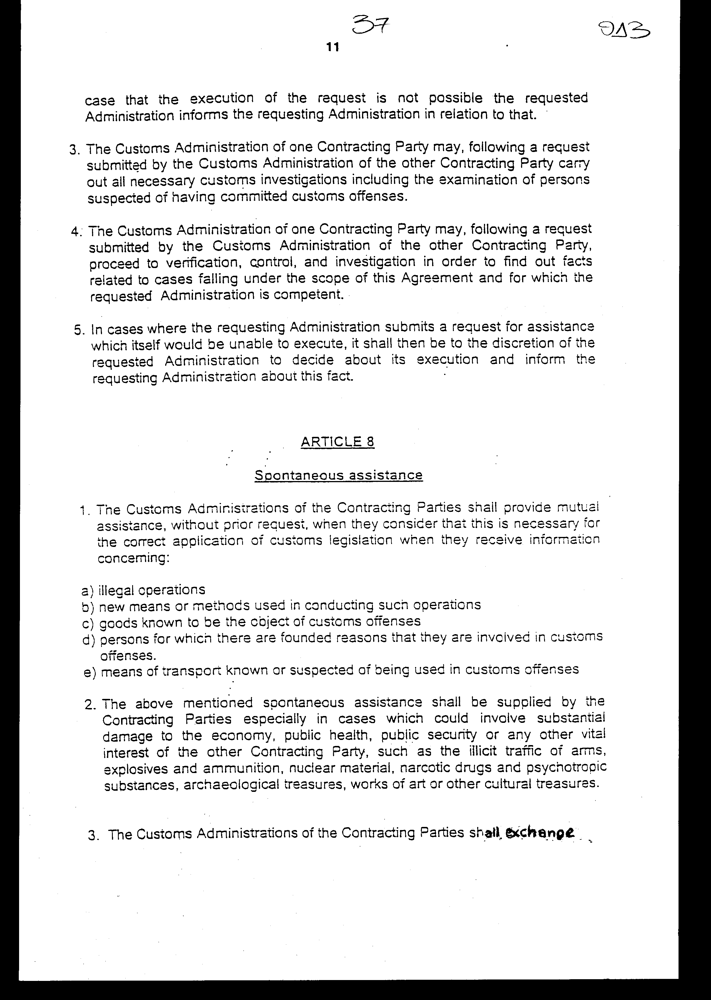 37
913
11
case that the execution of the request is not possible the requested
Administration informs the requesting Administration in relation to that.
3. The Customs Administration of one Contracting Party may, following a request
submitted by the Customs Administration of the other Contracting Party carry
out all necessary customs investigations including the examination of persons
suspected of having committed customs offenses.
4. The Customs Administration of one Contracting Party may, following a request
submitted by the Customs Administration of the other Contracting Party,
proceed to verification, control, and investigation in order to find out facts
related to cases falling under the scope of this Agreement and for which the
requested Administration is competent.
5. In cases where the requesting Administration submits a request for assistance
which itself would be unable to execute, it shall then be to the discretion of the
requested Administration to decide about its execution and inform the
requesting Administration about this fact.
ARTICLE 8
Spontaneous assistance
1. The Customs Administrations of the Contracting Parties shall provide mutual
assistance, without prior request, when they consider that this is necessary for
the correct application of customs legislation when they receive information
concerning:
a) illegal operations
b) new means or methods used in conducting such operations
c) goods known to be the object of customs offenses
d) persons for which there are founded reasons that they are involved in customs
offenses.
e) means of transport known or suspected of being used in customs offenses
2. The above mentioned spontaneous assistance shall be supplied by the
Contracting Parties especially in cases which could involve substantial
damage to the economy, public health, public security or any other vital
interest of the other Contracting Party, such as the illicit traffic of arms,
explosives and ammunition, nuclear material, narcotic drugs and psychotropic
substances, archaeological treasures, works of art or other cultural treasures.
3. The Customs Administrations of the Contracting Parties shall exchange